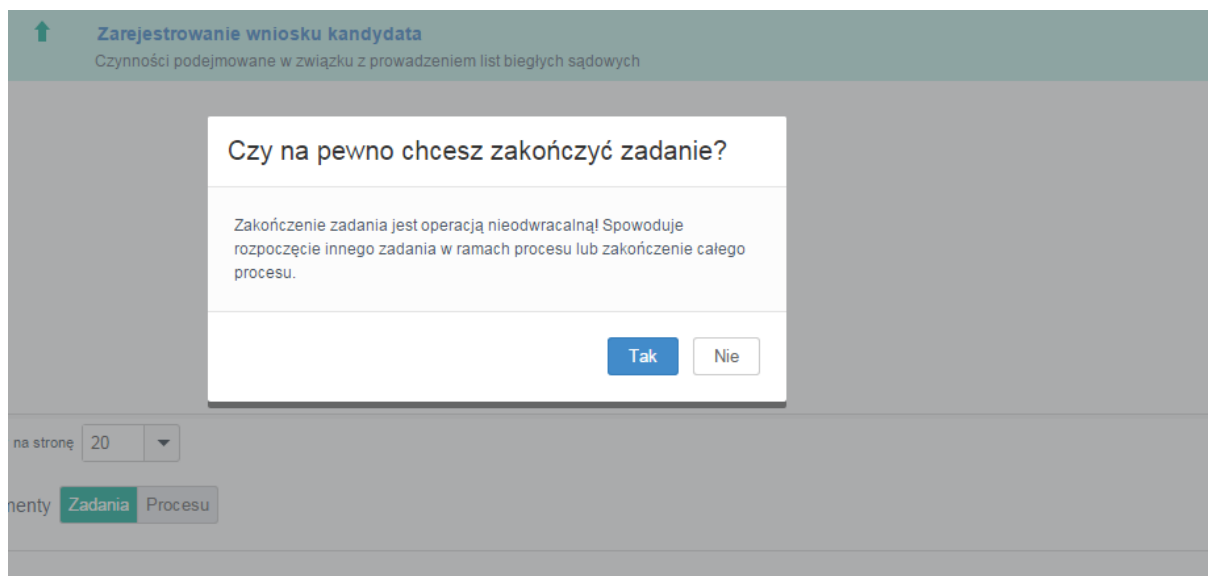 Zarejestrowanie wniosku kandydata
Czynności podejmowane w związku z prowadzeniem list biegłych sądowych
Czy na pewno chcesz zakończyć zadanie?
Zakończenie zadania jest operacją nieodwracalną! Spowoduje
rozpoczęcie innego zadania w ramach procesu lub zakończenie całego
procesu.
Tak Nie
na stronę 20
Zadania Procesu